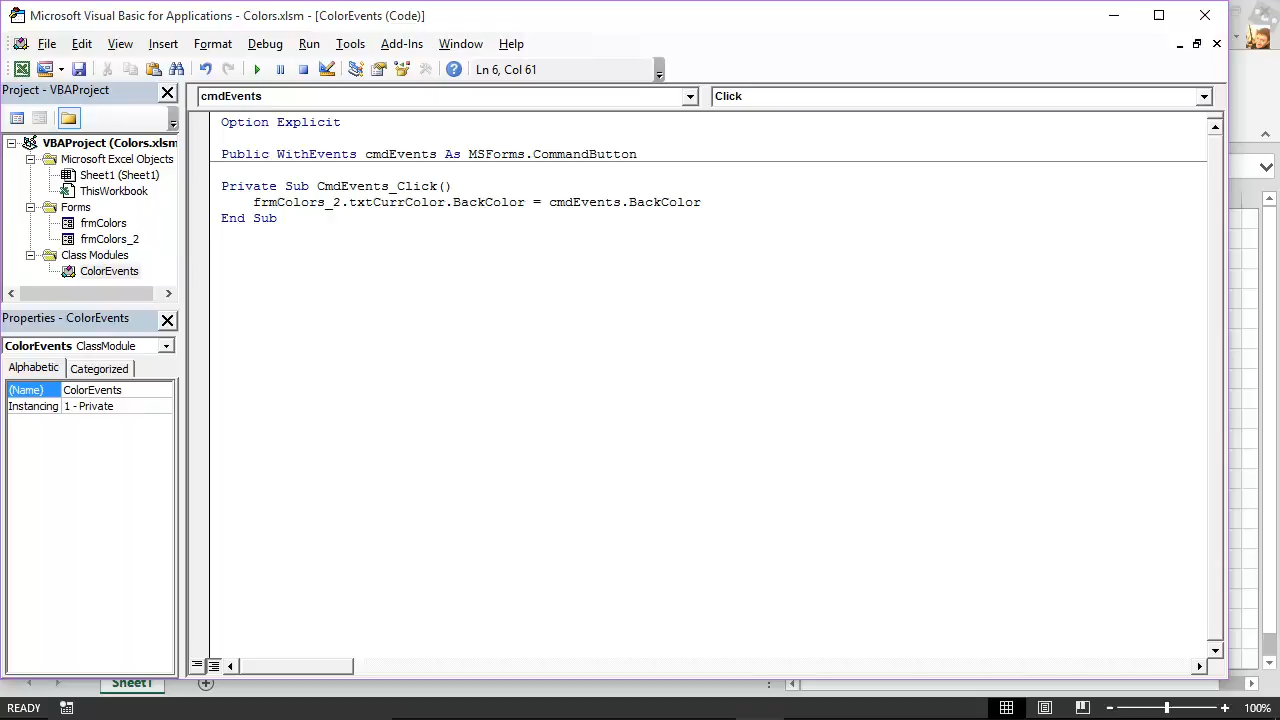 Microsoft Visual Basic for Applications - Colors.xlsm - [ColorEvents (Code)]
File Edit View Insert Format Debug Run Tools Add-Ins Window Help
Ln 6, Col 61
Project - VBAProject
cmdEvents
Click
VBAProject (Colors.xlsm
Microsoft Excel Objects
Sheet1 (Sheet1)
ThisWorkbook
Forms
frmColors
frmColors_2
Class Modules
ColorEvents
Option Explicit
Public WithEvents cmdEvents As MSForms.CommandButton
Private Sub CmdEvents_Click()
frmColors_2.txtCurrColor.BackColor = cmdEvents.BackColor
End Sub
Properties - ColorEvents
ColorEvents ClassModule
Alphabetic Categorized
(Name) ColorEvents
Instancing 1 - Private
Sheet1
READY
100%